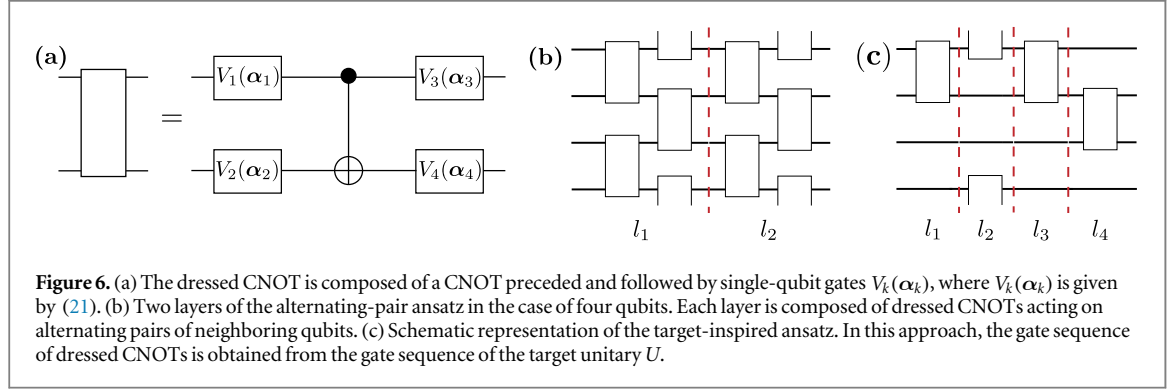 (a)
V₁(α₁)
V₃(α₃)
=
V₂(α₂)
V₄(α₄)
(b)
l₁
l₂
(c)
l₁
l₂
l₃
l₄
Figure 6. (a) The dressed CNOT is composed of a CNOT preceded and followed by single-qubit gates Vₖ(αₖ), where Vₖ(αₖ) is given
by (21). (b) Two layers of the alternating-pair ansatz in the case of four qubits. Each layer is composed of dressed CNOTs acting on
alternating pairs of neighboring qubits. (c) Schematic representation of the target-inspired ansatz. In this approach, the gate sequence
of dressed CNOTs is obtained from the gate sequence of the target unitary U.